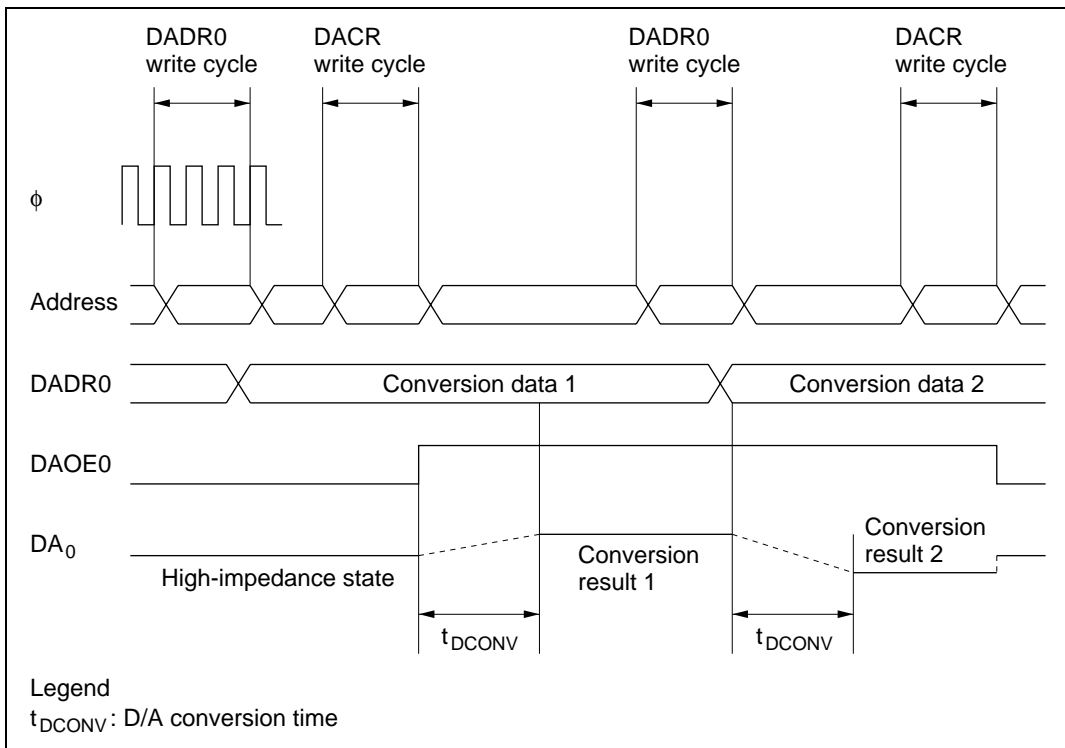 DADR0
write cycle
DACR
write cycle
DADR0
write cycle
DACR
write cycle
ϕ
Address
DADR0
Conversion data 1
Conversion data 2
DAOE0
DA0
High-impedance state
Conversion
result 1
Conversion
result 2
tDCONV
tDCONV
Legend
tDCONV : D/A conversion time